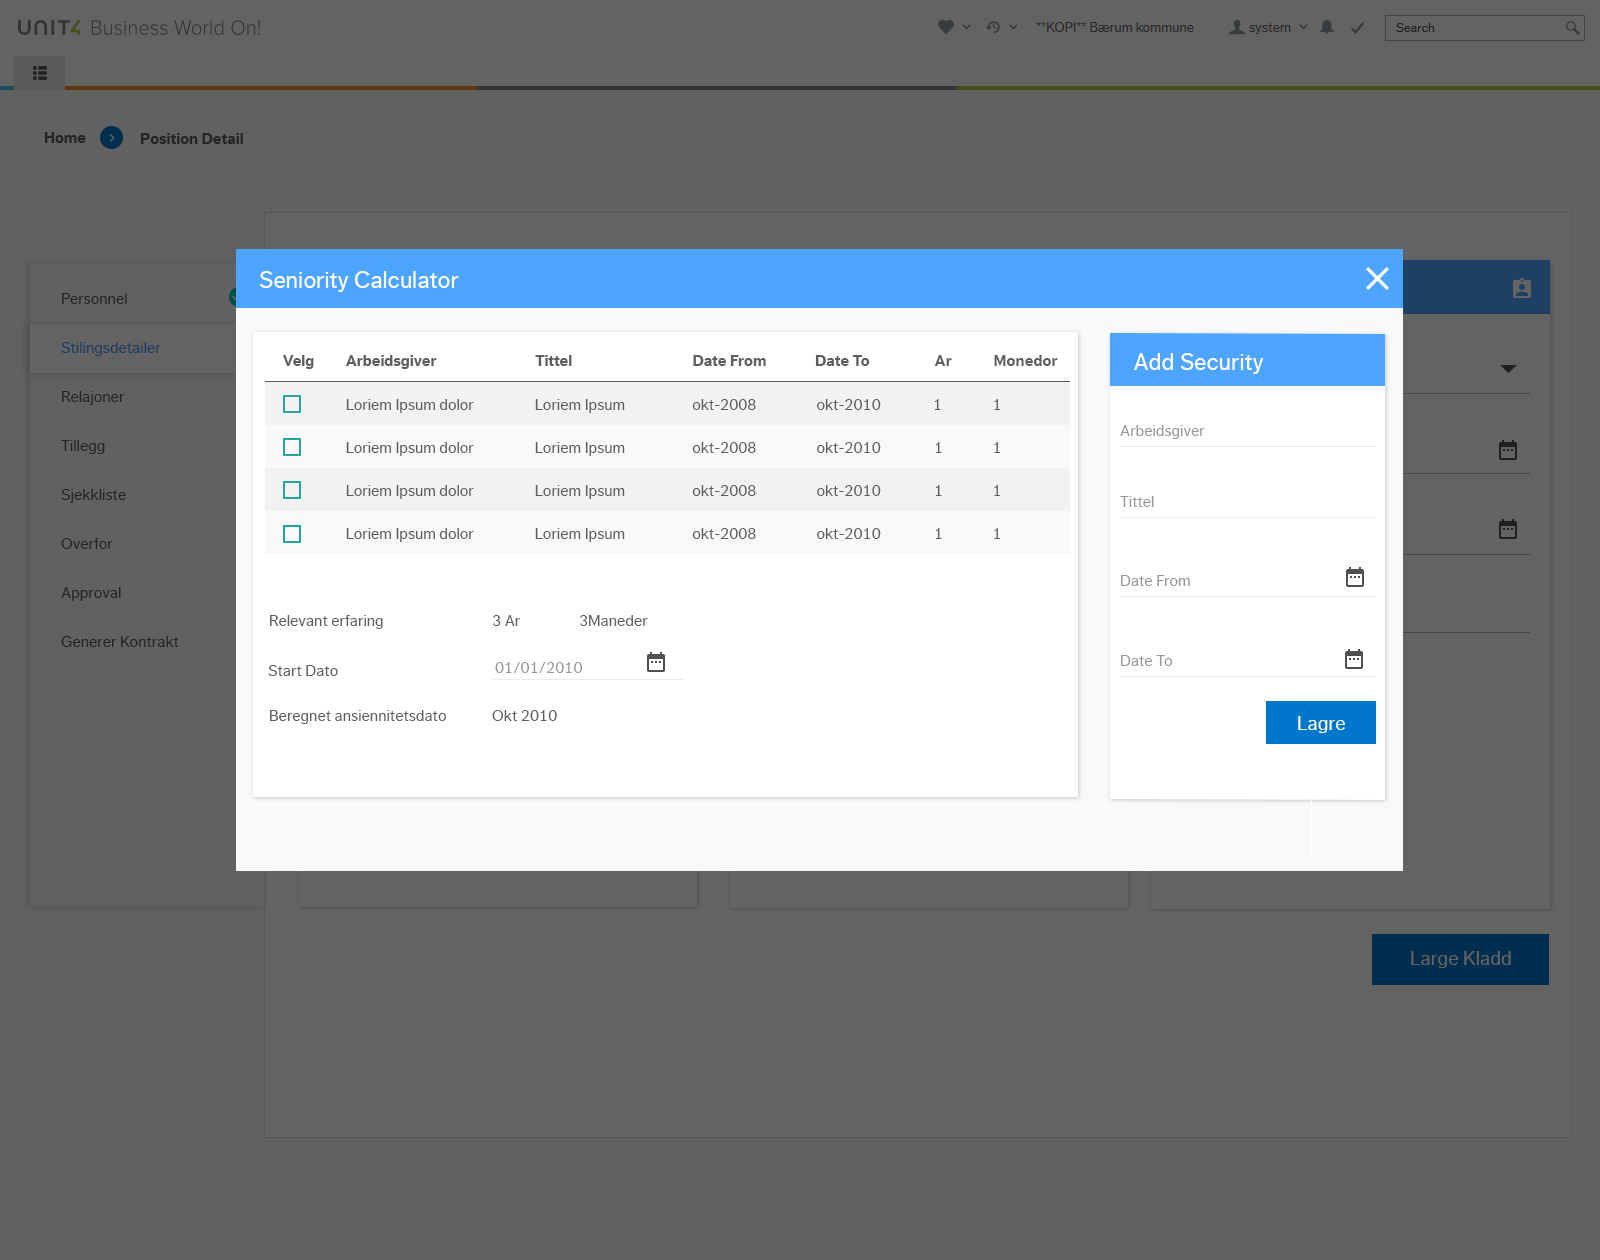 UNIT4 Business World On!
**KOPI** Bærum kommune
system
Search
Home
Position Detail
Personnel
Stilingsdetailer
Relajoner
Tillegg
Sjekkliste
Overfor
Approval
Generer Kontrakt
Seniority Calculator
Velg Arbeidsgiver Tittel Date From Date To Ar Monedor
Loriem Ipsum dolor Loriem Ipsum okt-2008 okt-2010 1 1
Loriem Ipsum dolor Loriem Ipsum okt-2008 okt-2010 1 1
Loriem Ipsum dolor Loriem Ipsum okt-2008 okt-2010 1 1
Loriem Ipsum dolor Loriem Ipsum okt-2008 okt-2010 1 1
Relevant erfaring 3 Ar 3Maneder
Start Dato 01/01/2010
Beregnet ansiennitetsdato Okt 2010
Add Security
Arbeidsgiver
Tittel
Date From
Date To
Lagre
Large Kladd